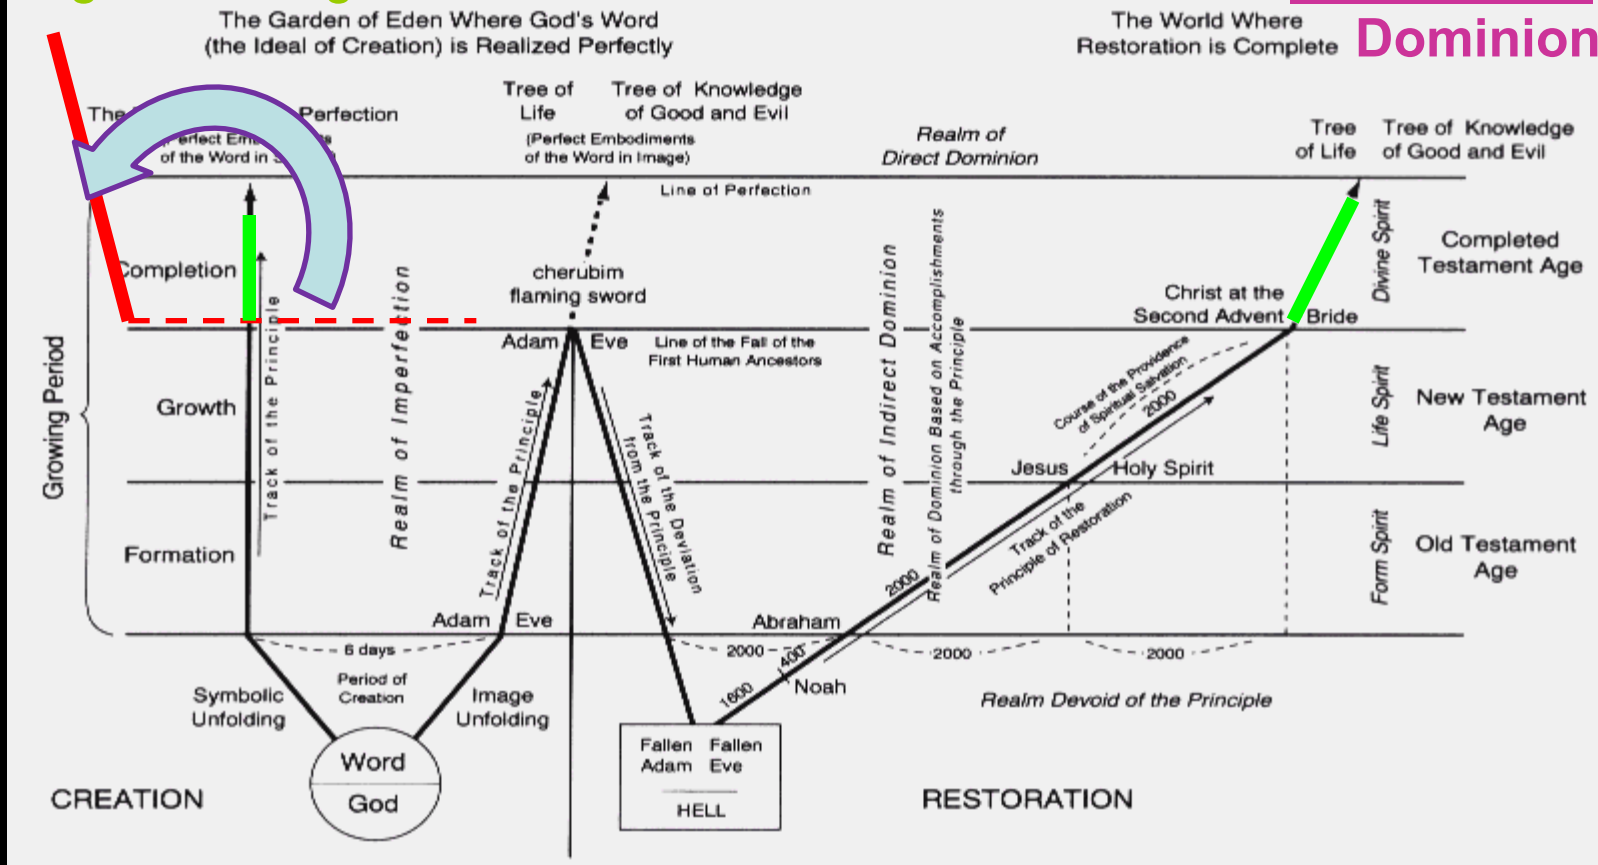 The Garden of Eden Where God's Word
(the Ideal of Creation) is Realized Perfectly
The World Where
Restoration is Complete
Dominion
The
Perfection
of the Word in
Tree of
Life
Tree of Knowledge
of Good and Evil
(Perfect Embodiments
of the Word in Image)
Realm of
Direct Dominion
Tree
of Life
Tree of Knowledge
of Good and Evil
Line of Perfection
Completion
Growth
Formation
Growing Period
Track of the Principle
Realm of Imperfection
cherubim
flaming sword
Adam
Eve
Line of the Fall of the
First Human Ancestors
Track of the Principle
Track of the Deviation
from the Principle
Realm of Indirect Dominion
Realm of Dominion Based on Accomplishments
through the Principle
Christ at the
Second Advent
Bride
Course of the Providence
of Spiritual Salvation
2000
Jesus
Holy Spirit
Track of the
Principle of Restoration
2000
Divine Spirit
Life Spirit
Form Spirit
Completed
Testament Age
New Testament
Age
Old Testament
Age
Adam
Eve
Abraham
6 days
2000
400
2000
2000
Period of
Creation
Symbolic
Unfolding
Image
Unfolding
1600
Noah
Realm Devoid of the Principle
Word
God
Fallen Fallen
Adam Eve
HELL
CREATION
RESTORATION